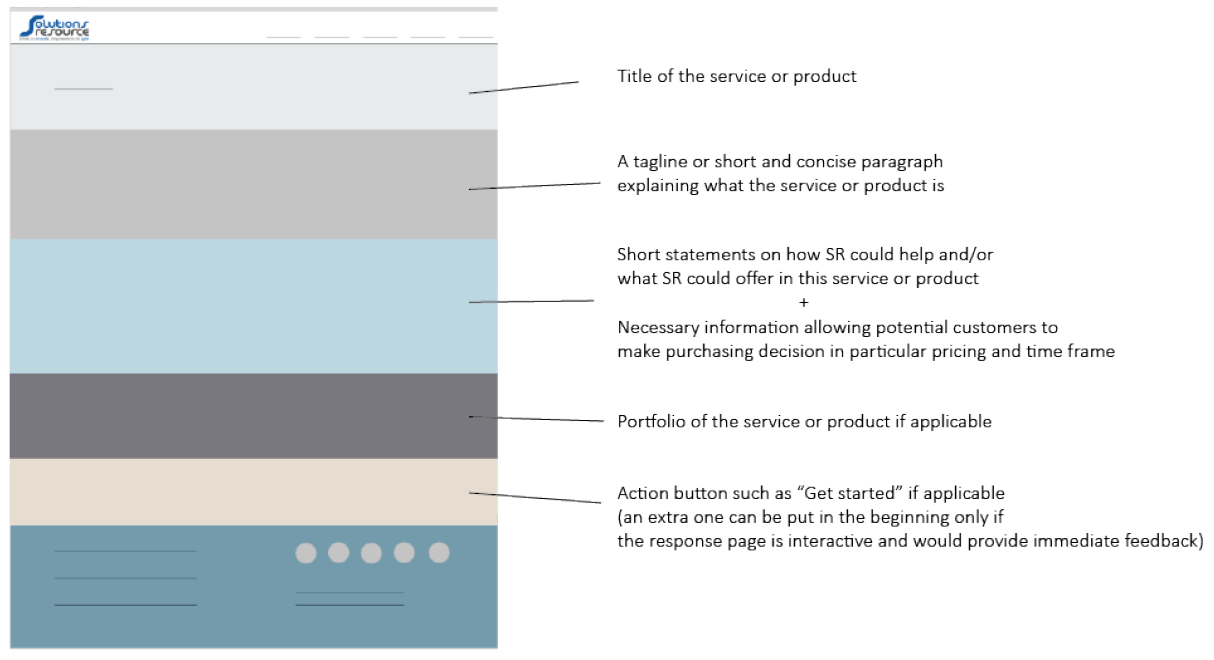 Solutions
resource
Title of the service or product
A tagline or short and concise paragraph
explaining what the service or product is
Short statements on how SR could help and/or
what SR could offer in this service or product
+
Necessary information allowing potential customers to
make purchasing decision in particular pricing and time frame
Portfolio of the service or product if applicable
Action button such as “Get started” if applicable
(an extra one can be put in the beginning only if
the response page is interactive and would provide immediate feedback)